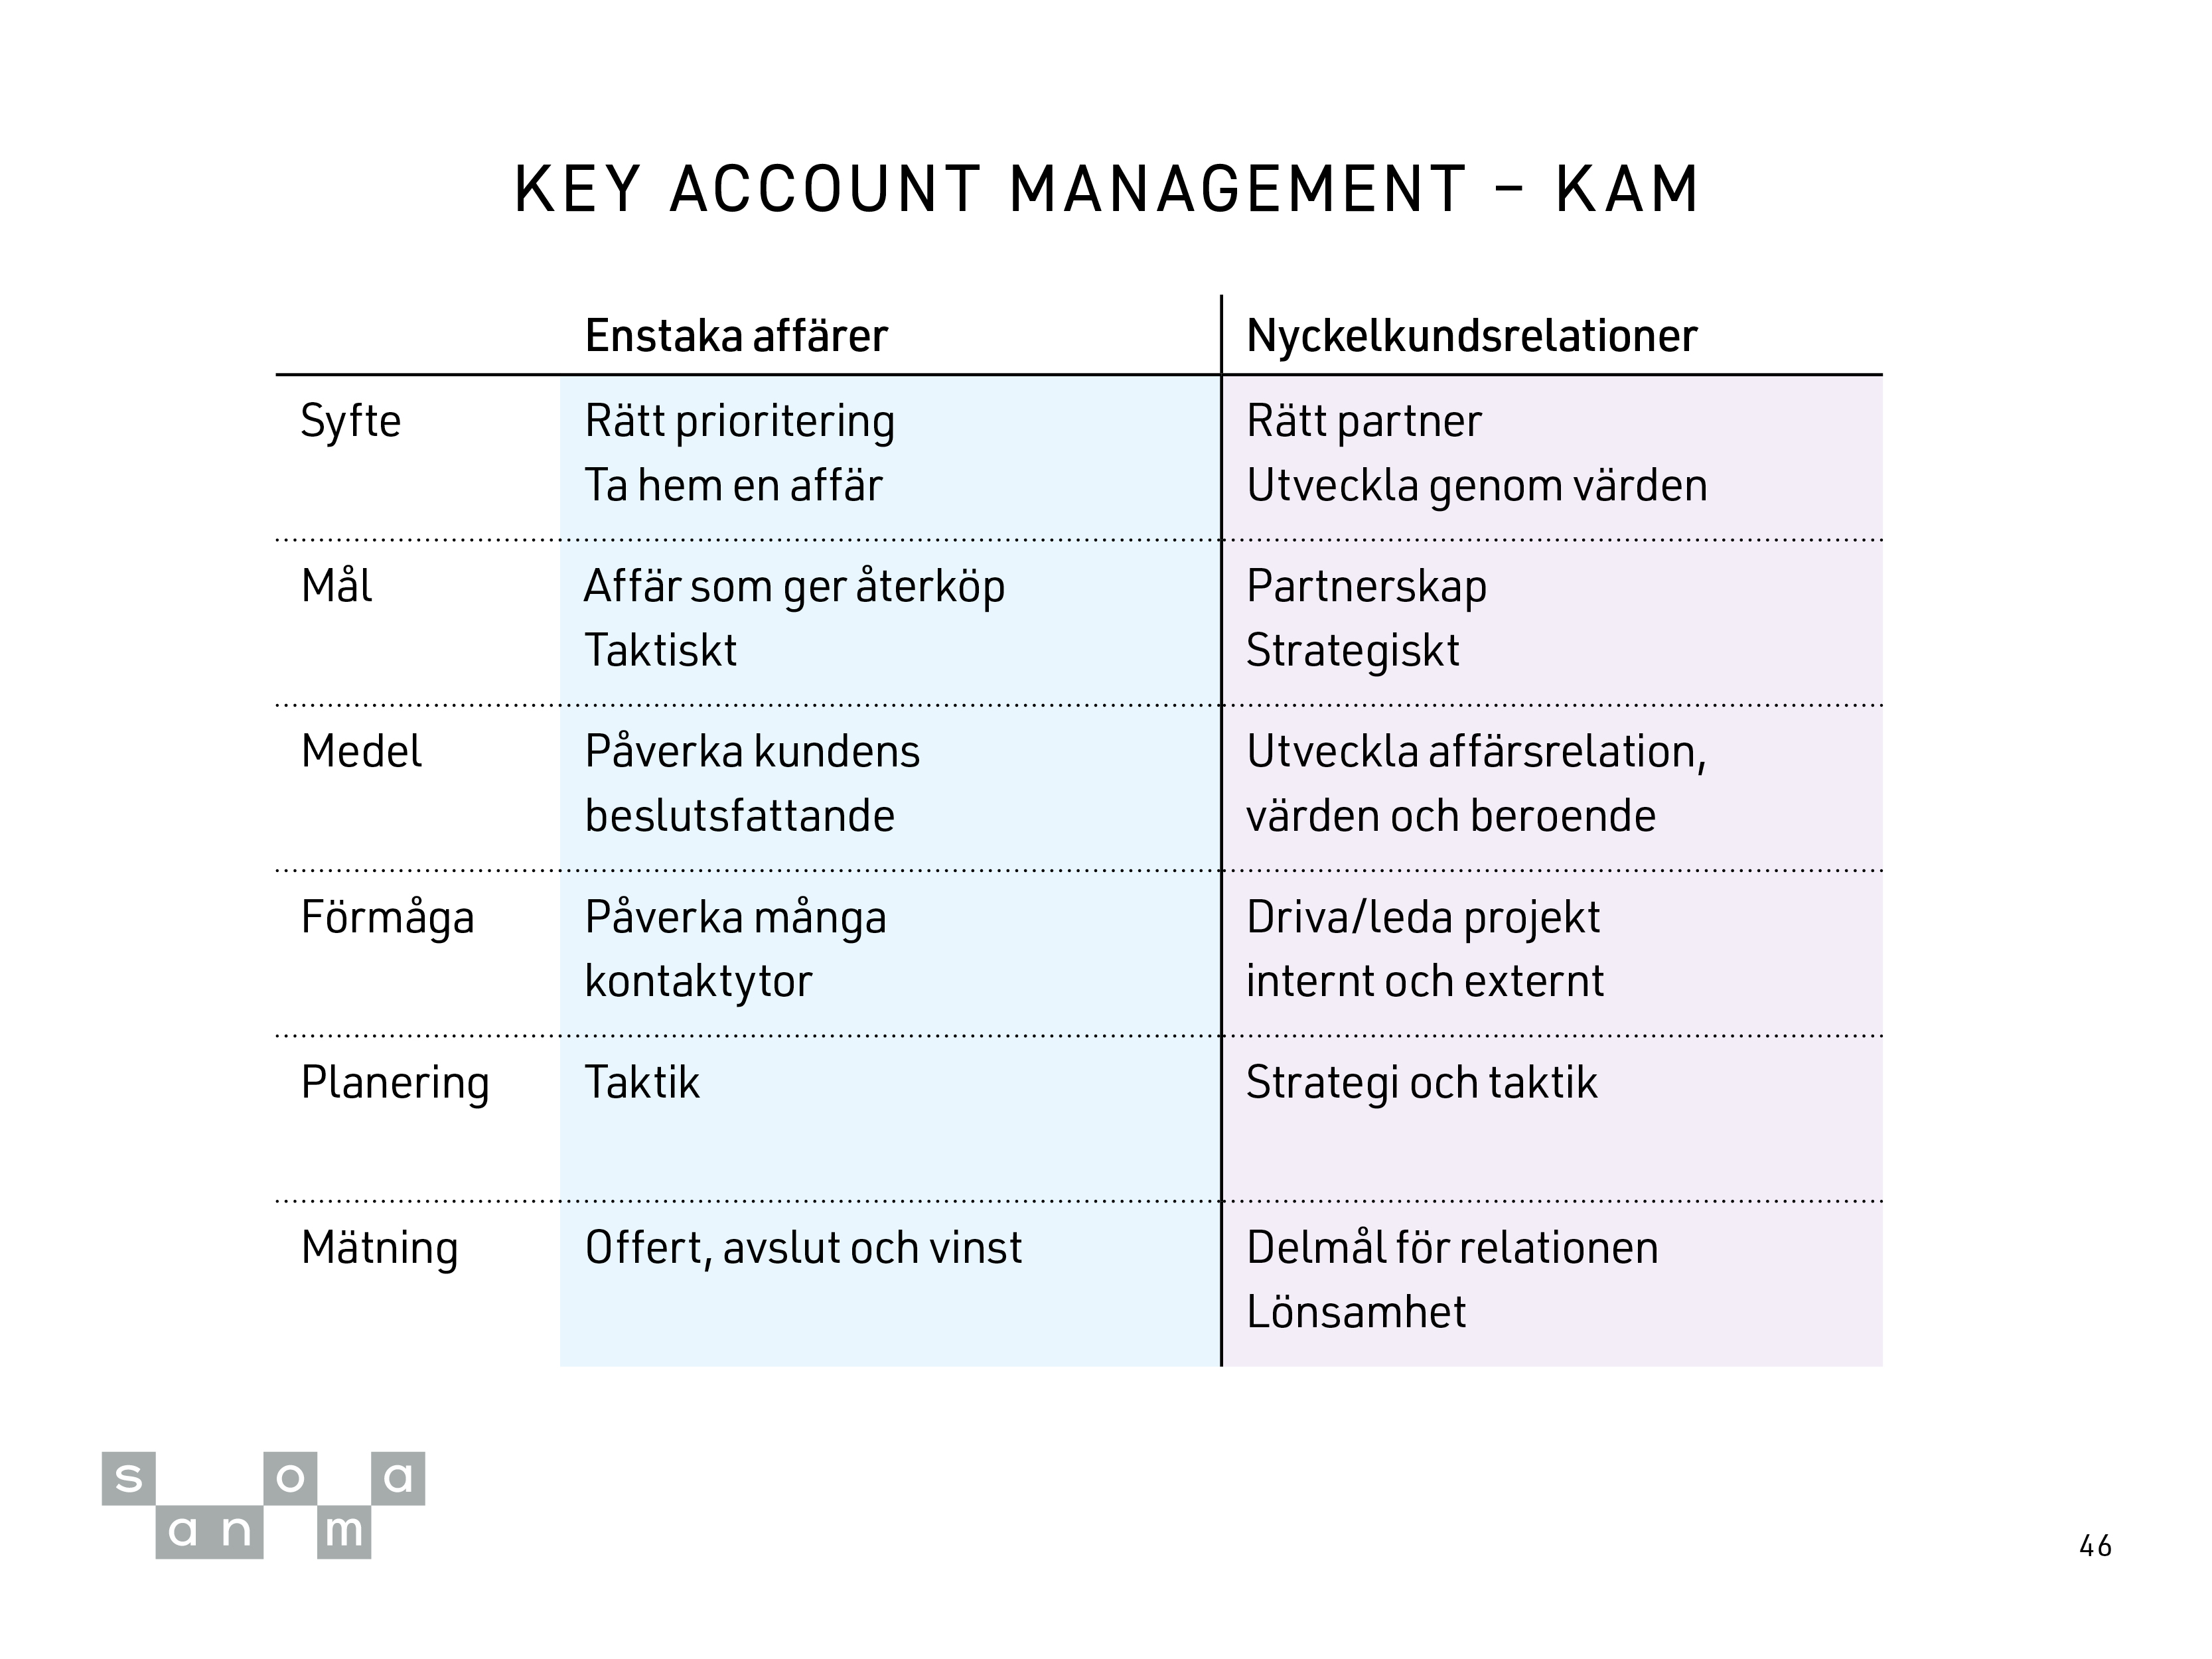 KEY ACCOUNT MANAGEMENT – KAM
Enstaka affärer
Nyckelkundsrelationer
Syfte
Rätt prioritering
Ta hem en affär
Rätt partner
Utveckla genom värden
Mål
Affär som ger återköp
Taktiskt
Partnerskap
Strategiskt
Medel
Påverka kundens
beslutsfattande
Utveckla affärsrelation,
värden och beroende
Förmåga
Påverka många
kontaktytor
Driva/leda projekt
internt och externt
Planering
Taktik
Strategi och taktik
Mätning
Offert, avslut och vinst
Delmål för relationen
Lönsamhet
sanoma
46